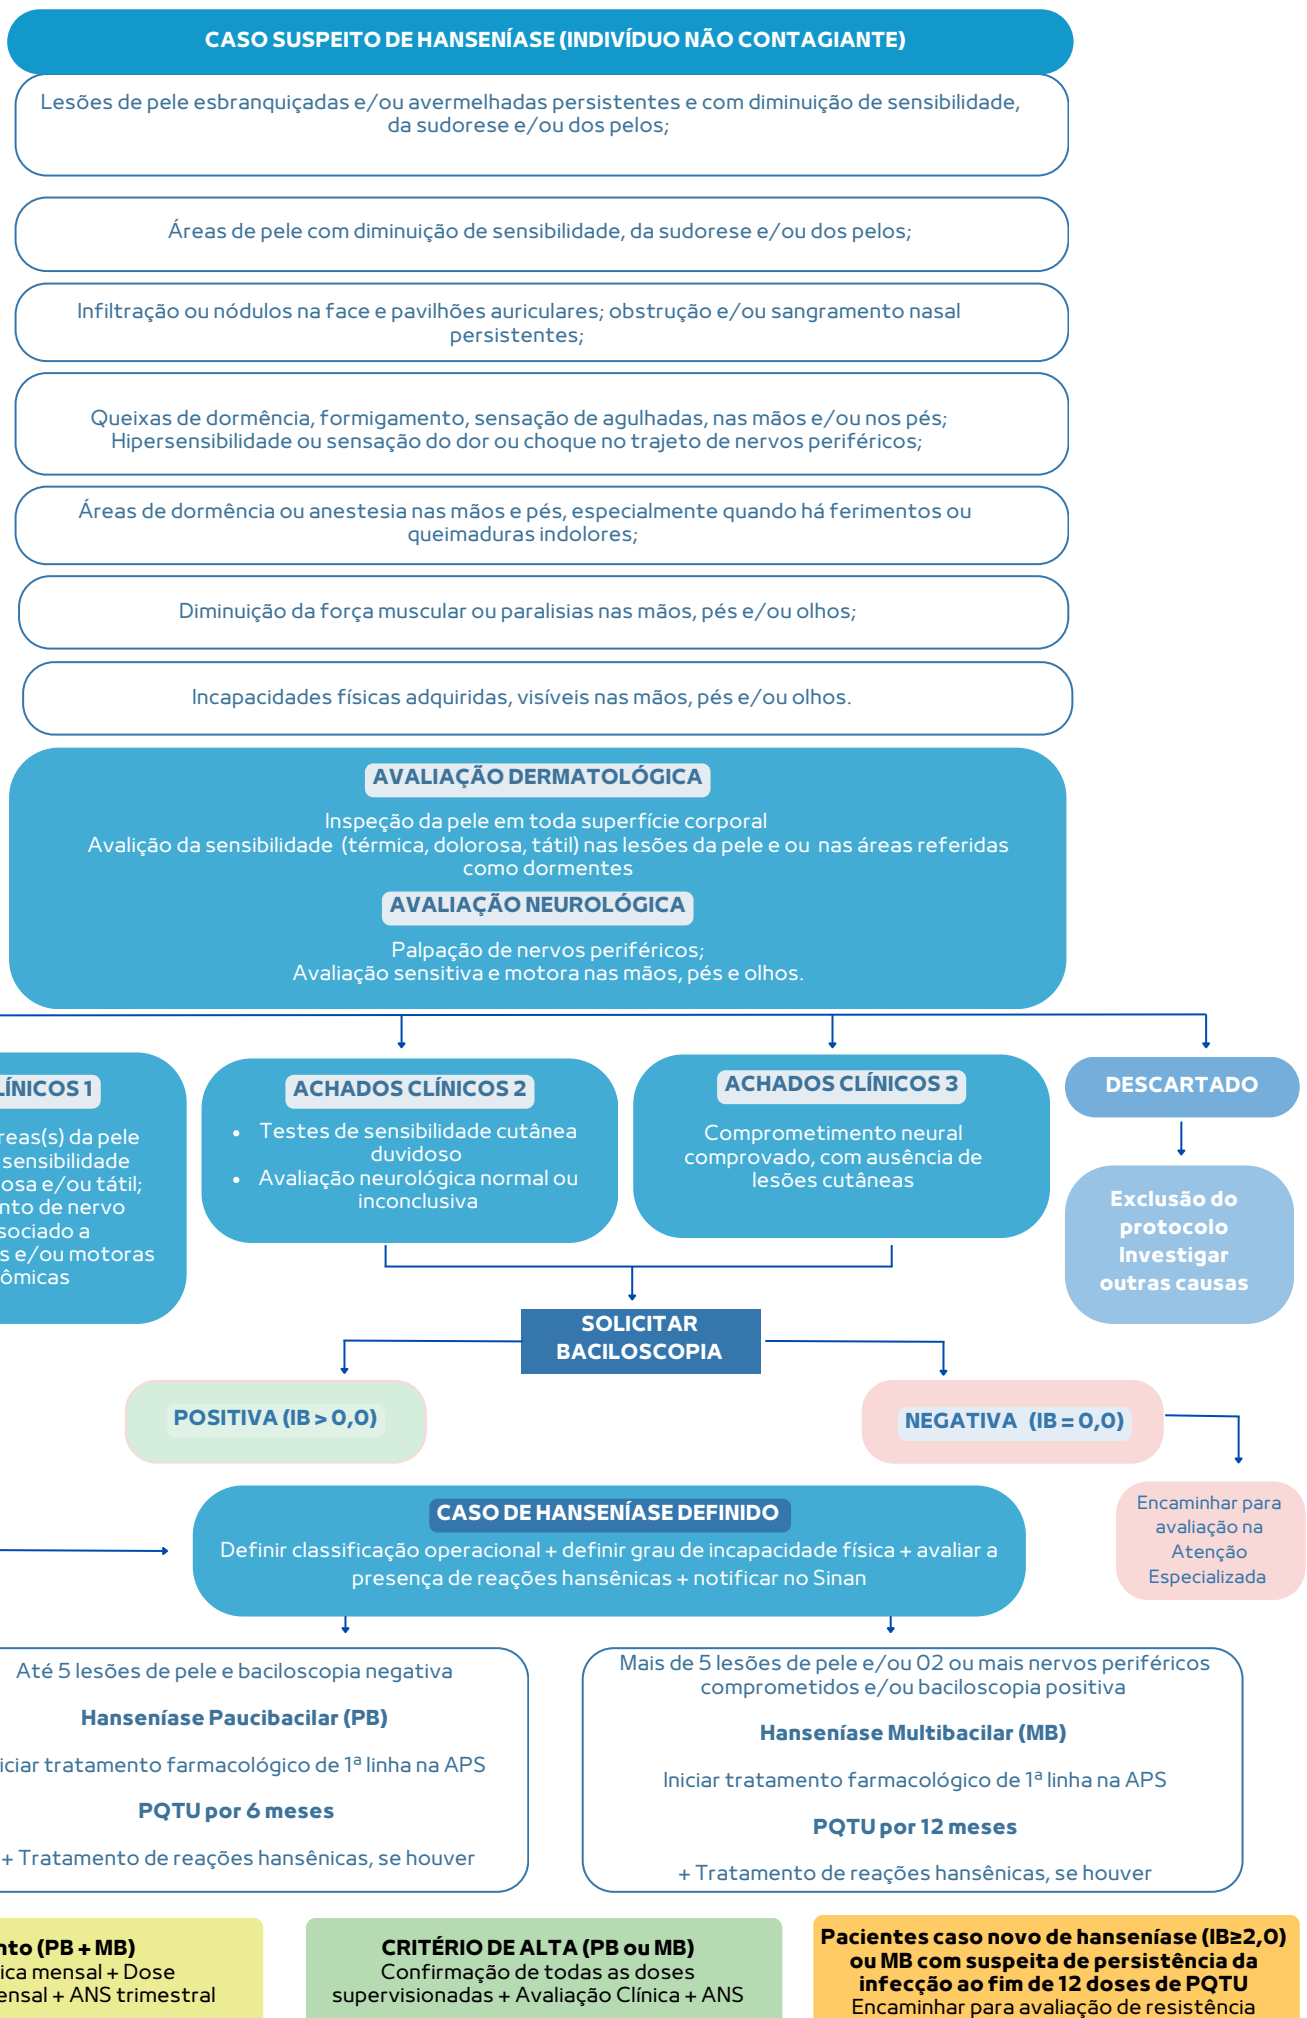 CASO SUSPEITO DE HANSENÍASE (INDIVÍDUO NÃO CONTAGIANTE)
Lesões de pele esbranquiçadas e/ou avermelhadas persistentes e com diminuição de sensibilidade,
da sudorese e/ou dos pelos;
Áreas de pele com diminuição de sensibilidade, da sudorese e/ou dos pelos;
Infiltração ou nódulos na face e pavilhões auriculares; obstrução e/ou sangramento nasal
persistentes;
Queixas de dormência, formigamento, sensação de agulhadas, nas mãos e/ou nos pés;
Hipersensibilidade ou sensação do dor ou choque no trajeto de nervos periféricos;
Áreas de dormência ou anestesia nas mãos e pés, especialmente quando há ferimentos ou
queimaduras indolores;
Diminuição da força muscular ou paralisias nas mãos, pés e/ou olhos;
Incapacidades físicas adquiridas, visíveis nas mãos, pés e/ou olhos.
AVALIAÇÃO DERMATOLÓGICA
Inspeção da pele em toda superfície corporal
Avalição da sensibilidade (térmica, dolorosa, tátil) nas lesões da pele e ou nas áreas referidas
como dormentes
AVALIAÇÃO NEUROLÓGICA
Palpação de nervos periféricos;
Avaliação sensitiva e motora nas mãos, pés e olhos.
LÍNICOS 1
reas(s) da pele
sensibilidade
osa e/ou tátil;
nto de nervo
sociado a
s e/ou motoras
ômicas
ACHADOS CLÍNICOS 2
• Testes de sensibilidade cutânea
duvidoso
• Avaliação neurológica normal ou
inconclusiva
ACHADOS CLÍNICOS 3
Comprometimento neural
comprovado, com ausência de
lesões cutâneas
DESCARTADO
Exclusão do
protocolo
Investigar
outras causas
SOLICITAR
BACILOSCOPIA
POSITIVA (IB > 0,0)
NEGATIVA (IB = 0,0)
Encaminhar para
avaliação na
Atenção
Especializada
CASO DE HANSENÍASE DEFINIDO
Definir classificação operacional + definir grau de incapacidade física + avaliar a
presença de reações hansênicas + notificar no Sinan
Até 5 lesões de pele e baciloscopia negativa
Hanseníase Paucibacilar (PB)
iciar tratamento farmacológico de 1ª linha na APS
PQTU por 6 meses
+ Tratamento de reações hansênicas, se houver
Mais de 5 lesões de pele e/ou 02 ou mais nervos periféricos
comprometidos e/ou baciloscopia positiva
Hanseníase Multibacilar (MB)
Iniciar tratamento farmacológico de 1ª linha na APS
PQTU por 12 meses
+ Tratamento de reações hansênicas, se houver
nto (PB + MB)
ica mensal + Dose
ensal + ANS trimestral
CRITÉRIO DE ALTA (PB ou MB)
Confirmação de todas as doses
supervisionadas + Avaliação Clínica + ANS
Pacientes caso novo de hanseníase (IB≥2,0)
ou MB com suspeita de persistência da
infecção ao fim de 12 doses de PQTU
Encaminhar para avaliação de resistência